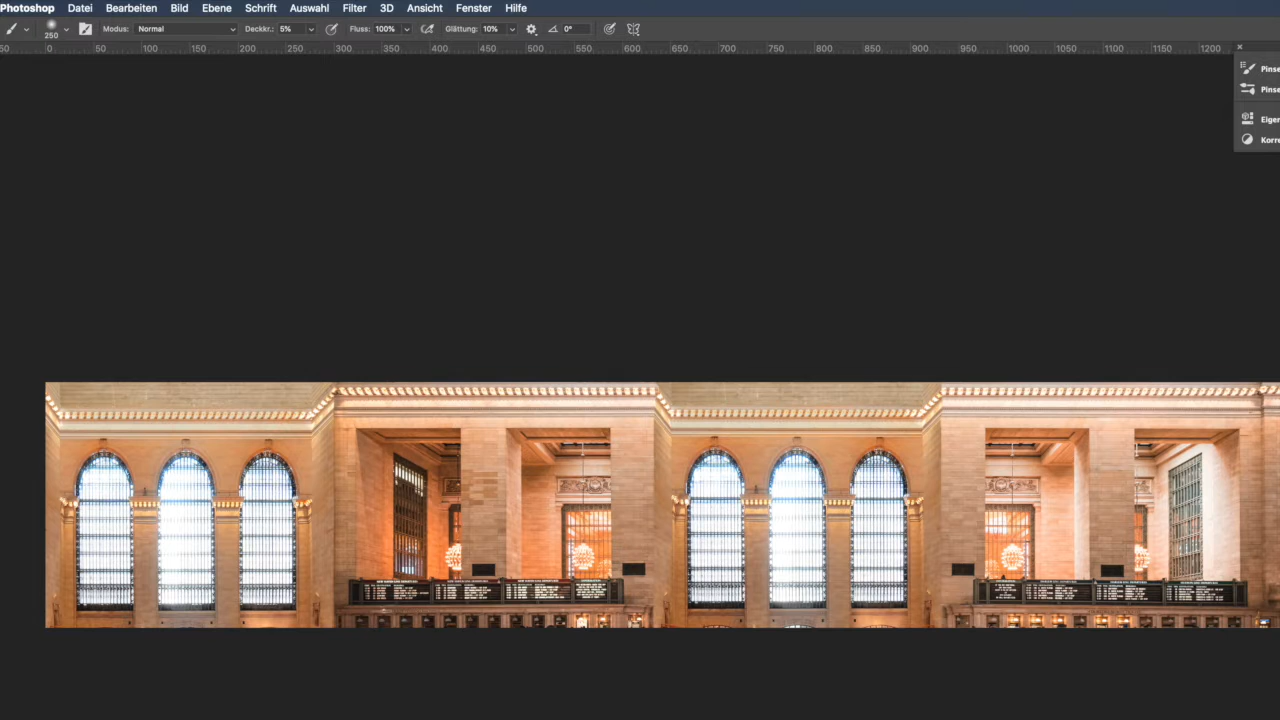 Photoshop Datei Bearbeiten Bild Ebene Schrift Auswahl Filter 3D Ansicht Fenster Hilfe
250 Modus: Normal Deckkr.: 5% Fluss: 100% Glättung: 10% 0°
50 0 50 100 150 200 250 300 350 400 450 500 550 600 650 700 750 800 850 900 950 1000 1050 1100 1150 1200
Pinse
Pinse
Eiger
Korre